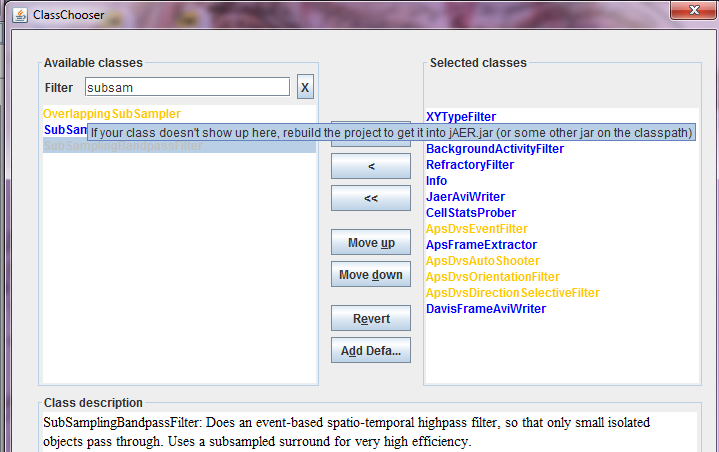 ClassChooser
X
Available classes
Filter subsam X
OverlappingSubSampler
SubSam
If your class doesn't show up here, rebuild the project to get it into jAER.jar (or some other jar on the classpath)
SubSamplingBandpassFilter
<
<<
Move up
Move down
Revert
Add Defa...
Selected classes
XYTypeFilter
BackgroundActivityFilter
RefractoryFilter
Info
JaerAviWriter
CellStatsProber
ApsDvsEventFilter
ApsFrameExtractor
ApsDvsAutoShooter
ApsDvsOrientationFilter
ApsDvsDirectionSelectiveFilter
DavisFrameAviWriter
Class description
SubSamplingBandpassFilter: Does an event-based spatio-temporal highpass filter, so that only small isolated
objects pass through. Uses a subsampled surround for very high efficiency.